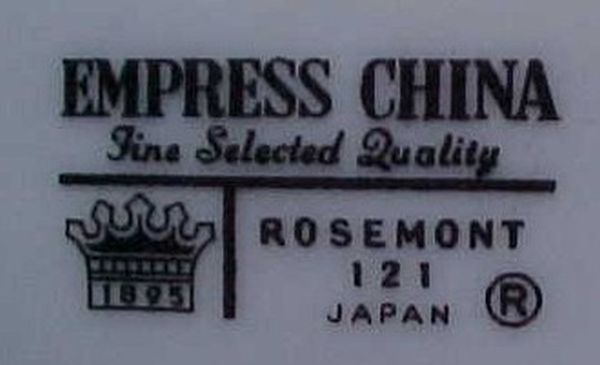 EMPRESS CHINA
Fine Selected Quality
1895
ROSEMONT
121
JAPAN ®